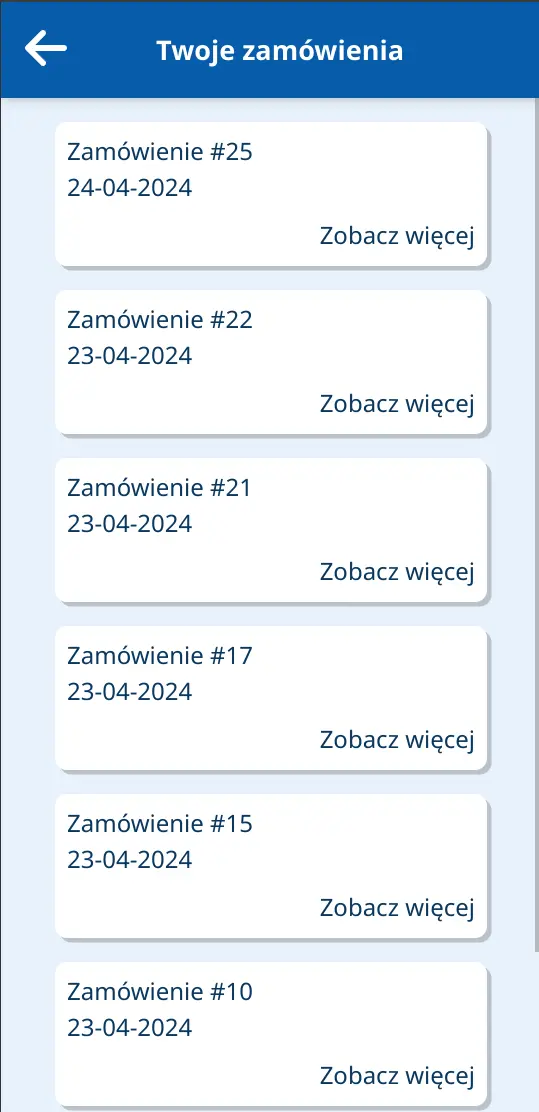 Twoje zamówienia
Zamówienie #25
24-04-2024
Zobacz więcej
Zamówienie #22
23-04-2024
Zobacz więcej
Zamówienie #21
23-04-2024
Zobacz więcej
Zamówienie #17
23-04-2024
Zobacz więcej
Zamówienie #15
23-04-2024
Zobacz więcej
Zamówienie #10
23-04-2024
Zobacz więcej